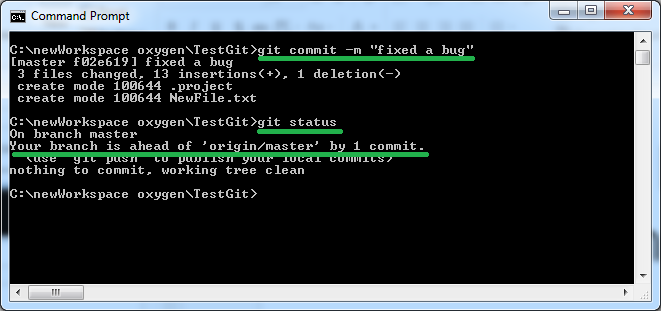 Command Prompt
C:\newWorkspace oxygen\TestGit>git commit -m "fixed a bug"
[master f02e619] fixed a bug
 3 files changed, 13 insertions(+), 1 deletion(-)
 create mode 100644 .project
 create mode 100644 NewFile.txt
C:\newWorkspace oxygen\TestGit>git status
On branch master
Your branch is ahead of 'origin/master' by 1 commit.
  (use "git push" to publish your local commits)
nothing to commit, working tree clean
C:\newWorkspace oxygen\TestGit>